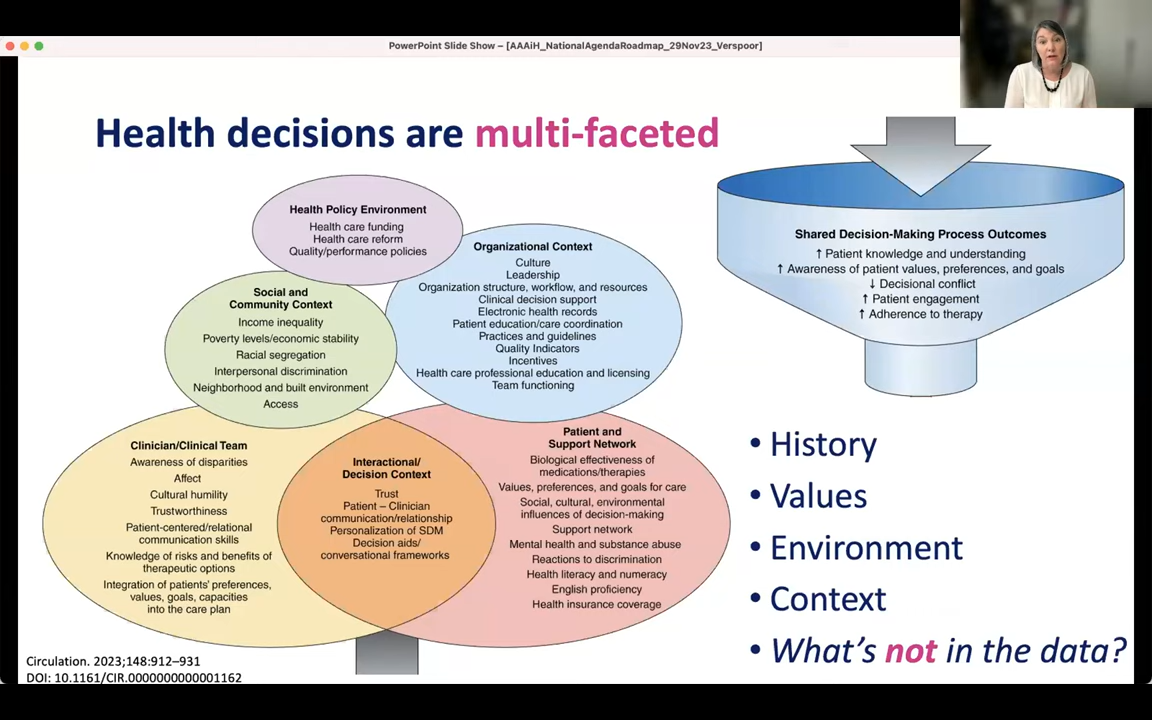 PowerPoint Slide Show – [AAAiH_NationalAgendaRoadmap_29Nov23_Verspoor]
Health decisions are multi-faceted
Health Policy Environment
Health care funding
Health care reform
Quality/performance policies
Organizational Context
Culture
Leadership
Organization structure, workflow, and resources
Clinical decision support
Electronic health records
Patient education/care coordination
Practices and guidelines
Quality Indicators
Incentives
Health care professional education and licensing
Team functioning
Social and
Community Context
Income inequality
Poverty levels/economic stability
Racial segregation
Interpersonal discrimination
Neighborhood and built environment
Access
Clinician/Clinical Team
Awareness of disparities
Affect
Cultural humility
Trustworthiness
Patient-centered/relational
communication skills
Knowledge of risks and benefits of
therapeutic options
Integration of patients' preferences,
values, goals, capacities
into the care plan
Interactional/
Decision Context
Trust
Patient – Clinician
communication/relationship
Personalization of SDM
Decision aids/
conversational frameworks
Patient and
Support Network
Biological effectiveness of
medications/therapies
Values, preferences, and goals for care
Social, cultural, environmental
influences of decision-making
Support network
Mental health and substance abuse
Reactions to discrimination
Health literacy and numeracy
English proficiency
Health insurance coverage
Shared Decision-Making Process Outcomes
↑ Patient knowledge and understanding
↑ Awareness of patient values, preferences, and goals
↓ Decisional conflict
↑ Patient engagement
↑ Adherence to therapy
• History
• Values
• Environment
• Context
• What's not in the data?
Circulation. 2023;148:912–931
DOI: 10.1161/CIR.0000000000001162